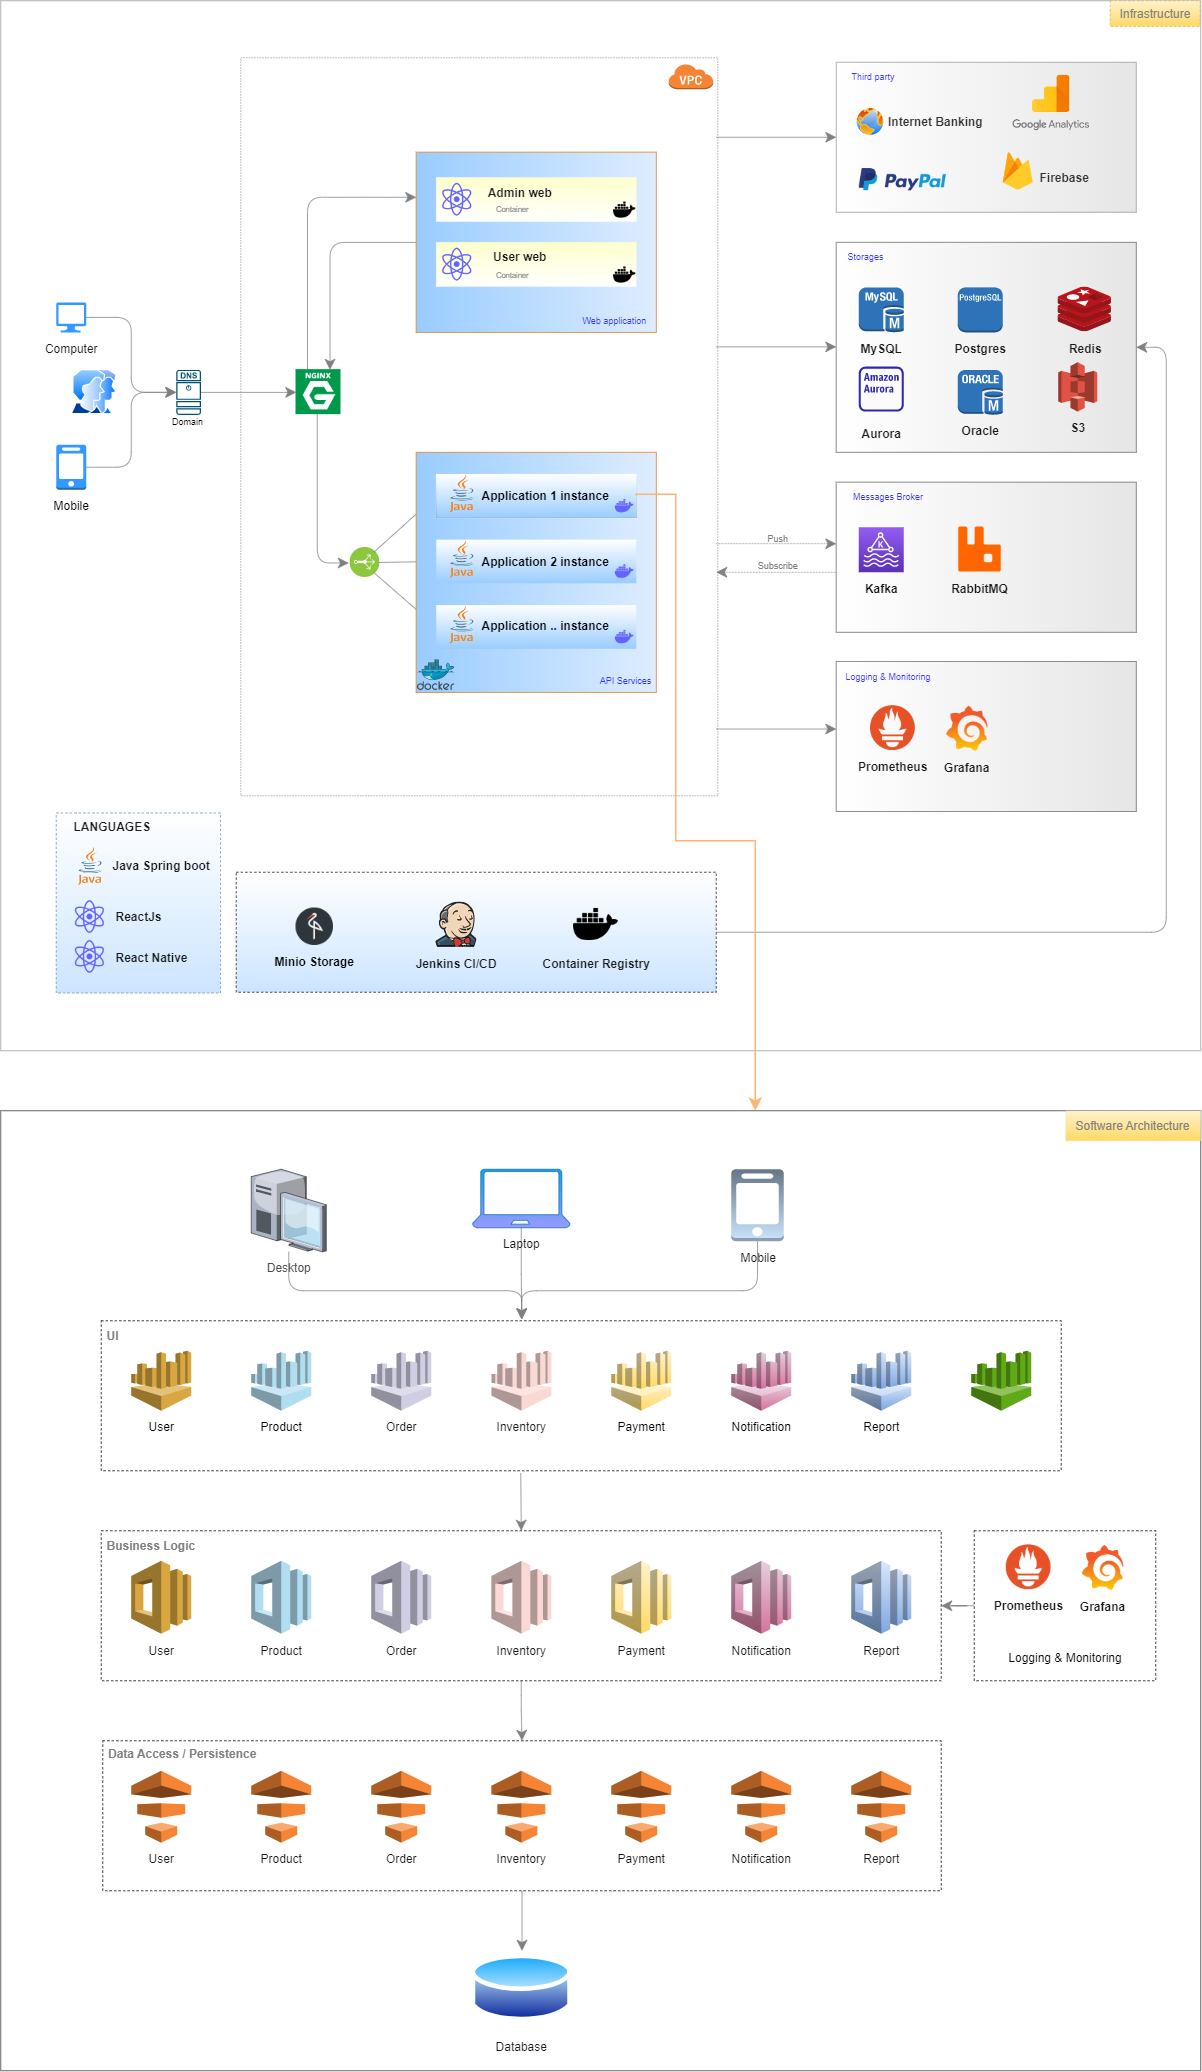 Infrastructure
VPC
Third party
Internet Banking
Google Analytics
PayPal
Firebase
Admin web
Container
User web
Container
Web application
Storages
MySQL
M
MySQL
PostgreSQL
Postgres
Redis
Amazon
Aurora
Aurora
ORACLE
M
Oracle
S3
Computer
DNS
Domain
Mobile
NGINX
G
Java
Application 1 instance
Java
Application 2 instance
Java
Application .. instance
docker
API Services
Messages Broker
Push
Subscribe
K
Kafka
RabbitMQ
Logging & Monitoring
Prometheus
Grafana
LANGUAGES
Java
Java Spring boot
ReactJs
React Native
Minio Storage
Jenkins CI/CD
Container Registry
Software Architecture
Desktop
Laptop
Mobile
UI
User
Product
Order
Inventory
Payment
Notification
Report
Business Logic
User
Product
Order
Inventory
Payment
Notification
Report
Prometheus
Grafana
Logging & Monitoring
Data Access / Persistence
User
Product
Order
Inventory
Payment
Notification
Report
Database